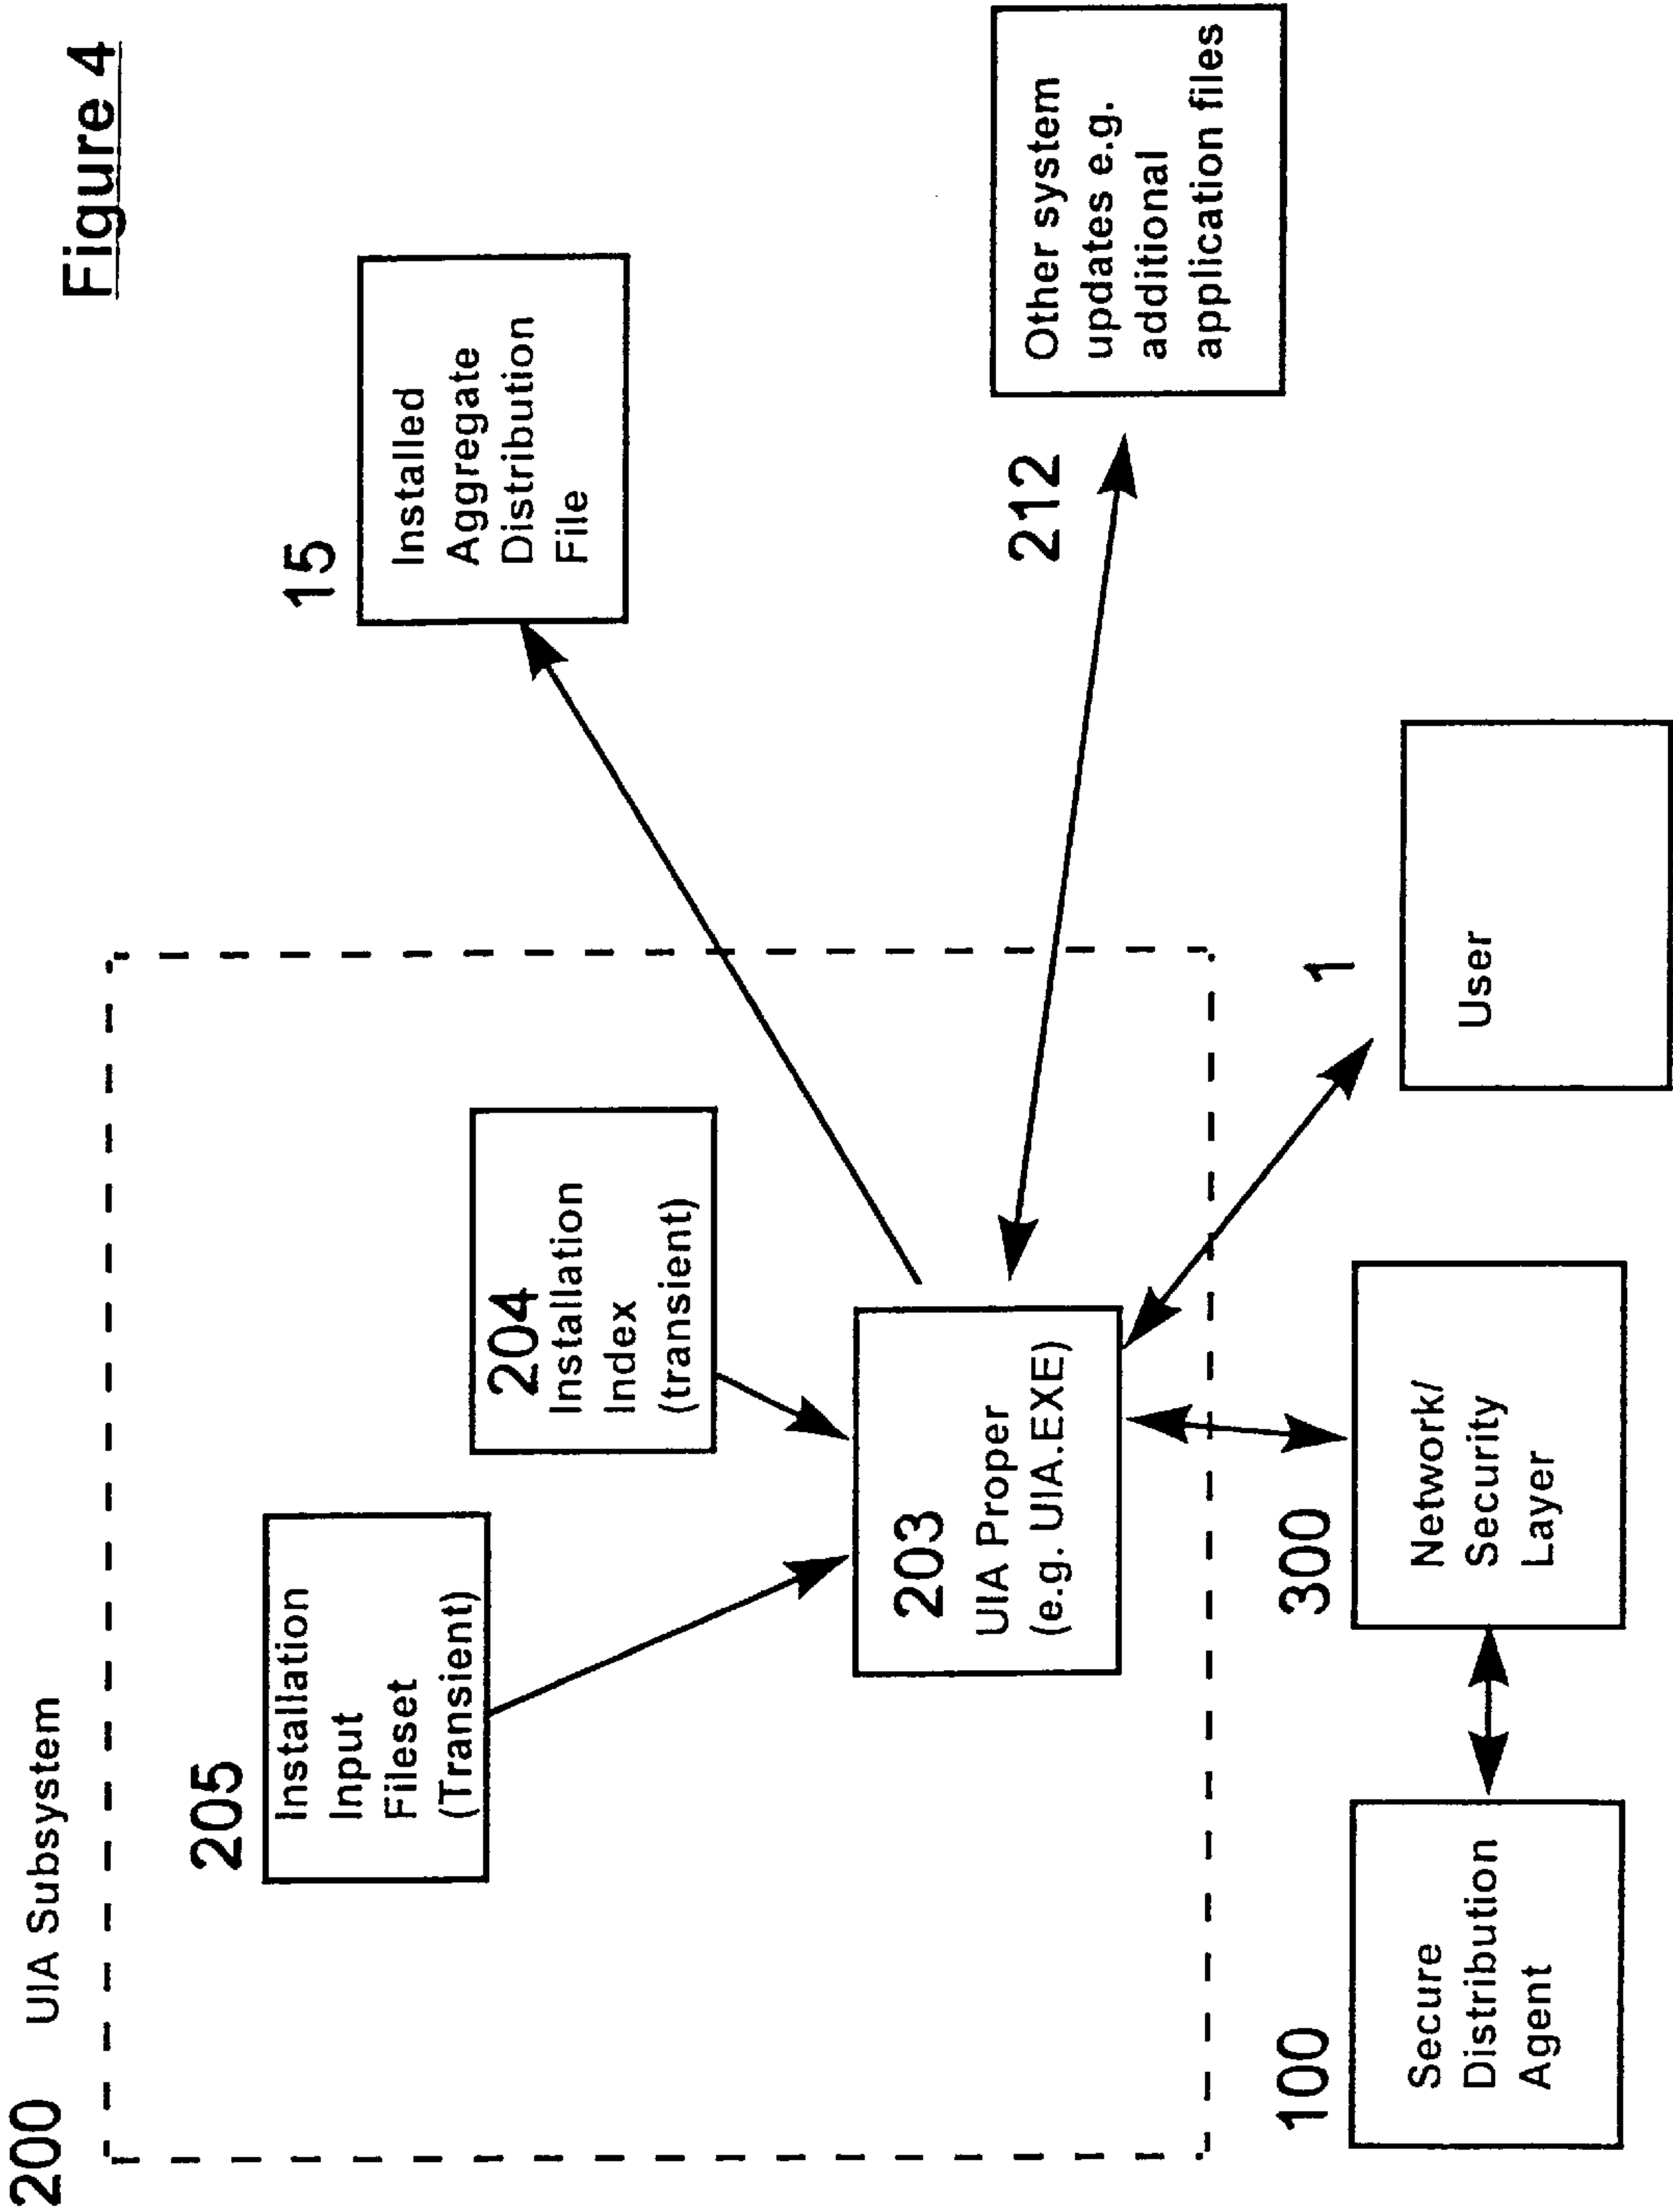 Figure 4
200 UIA Subsystem
205
Installation
Input
Fileset
(Transient)
204
Installation
Index
(transient)
15
Installed
Aggregate
Distribution
File
203
UIA Proper
(e.g. UIA.EXE)
212
Other system
updates e.g.
additional
application files
100
Secure
Distribution
Agent
300
Network/
Security
Layer
1
User